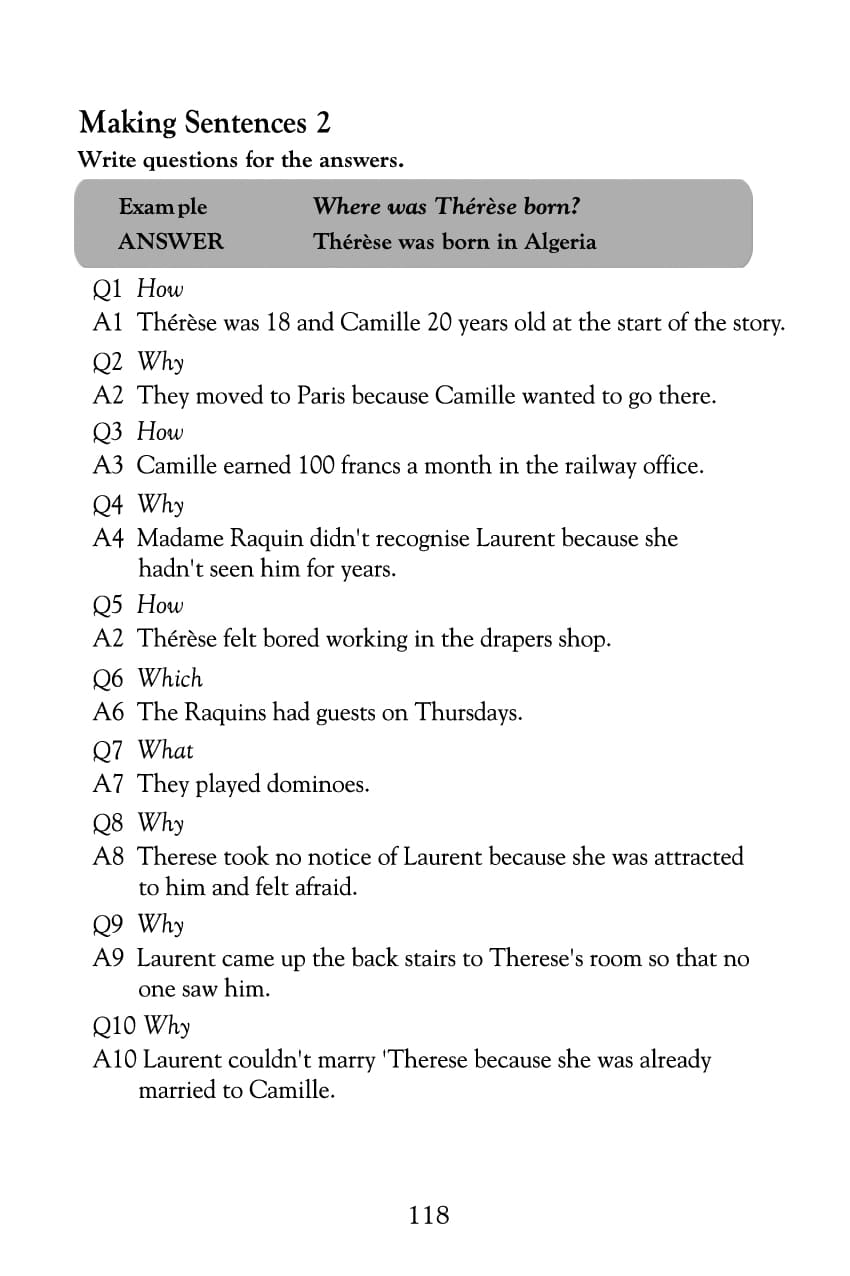 Making Sentences 2
Write questions for the answers.
Example Where was Thérèse born?
ANSWER Thérèse was born in Algeria
Q1 How
A1 Thérèse was 18 and Camille 20 years old at the start of the story.
Q2 Why
A2 They moved to Paris because Camille wanted to go there.
Q3 How
A3 Camille earned 100 francs a month in the railway office.
Q4 Why
A4 Madame Raquin didn't recognise Laurent because she
hadn't seen him for years.
Q5 How
A2 Thérèse felt bored working in the drapers shop.
Q6 Which
A6 The Raquins had guests on Thursdays.
Q7 What
A7 They played dominoes.
Q8 Why
A8 Therese took no notice of Laurent because she was attracted
to him and felt afraid.
Q9 Why
A9 Laurent came up the back stairs to Therese's room so that no
one saw him.
Q10 Why
A10 Laurent couldn't marry 'Therese because she was already
married to Camille.
118